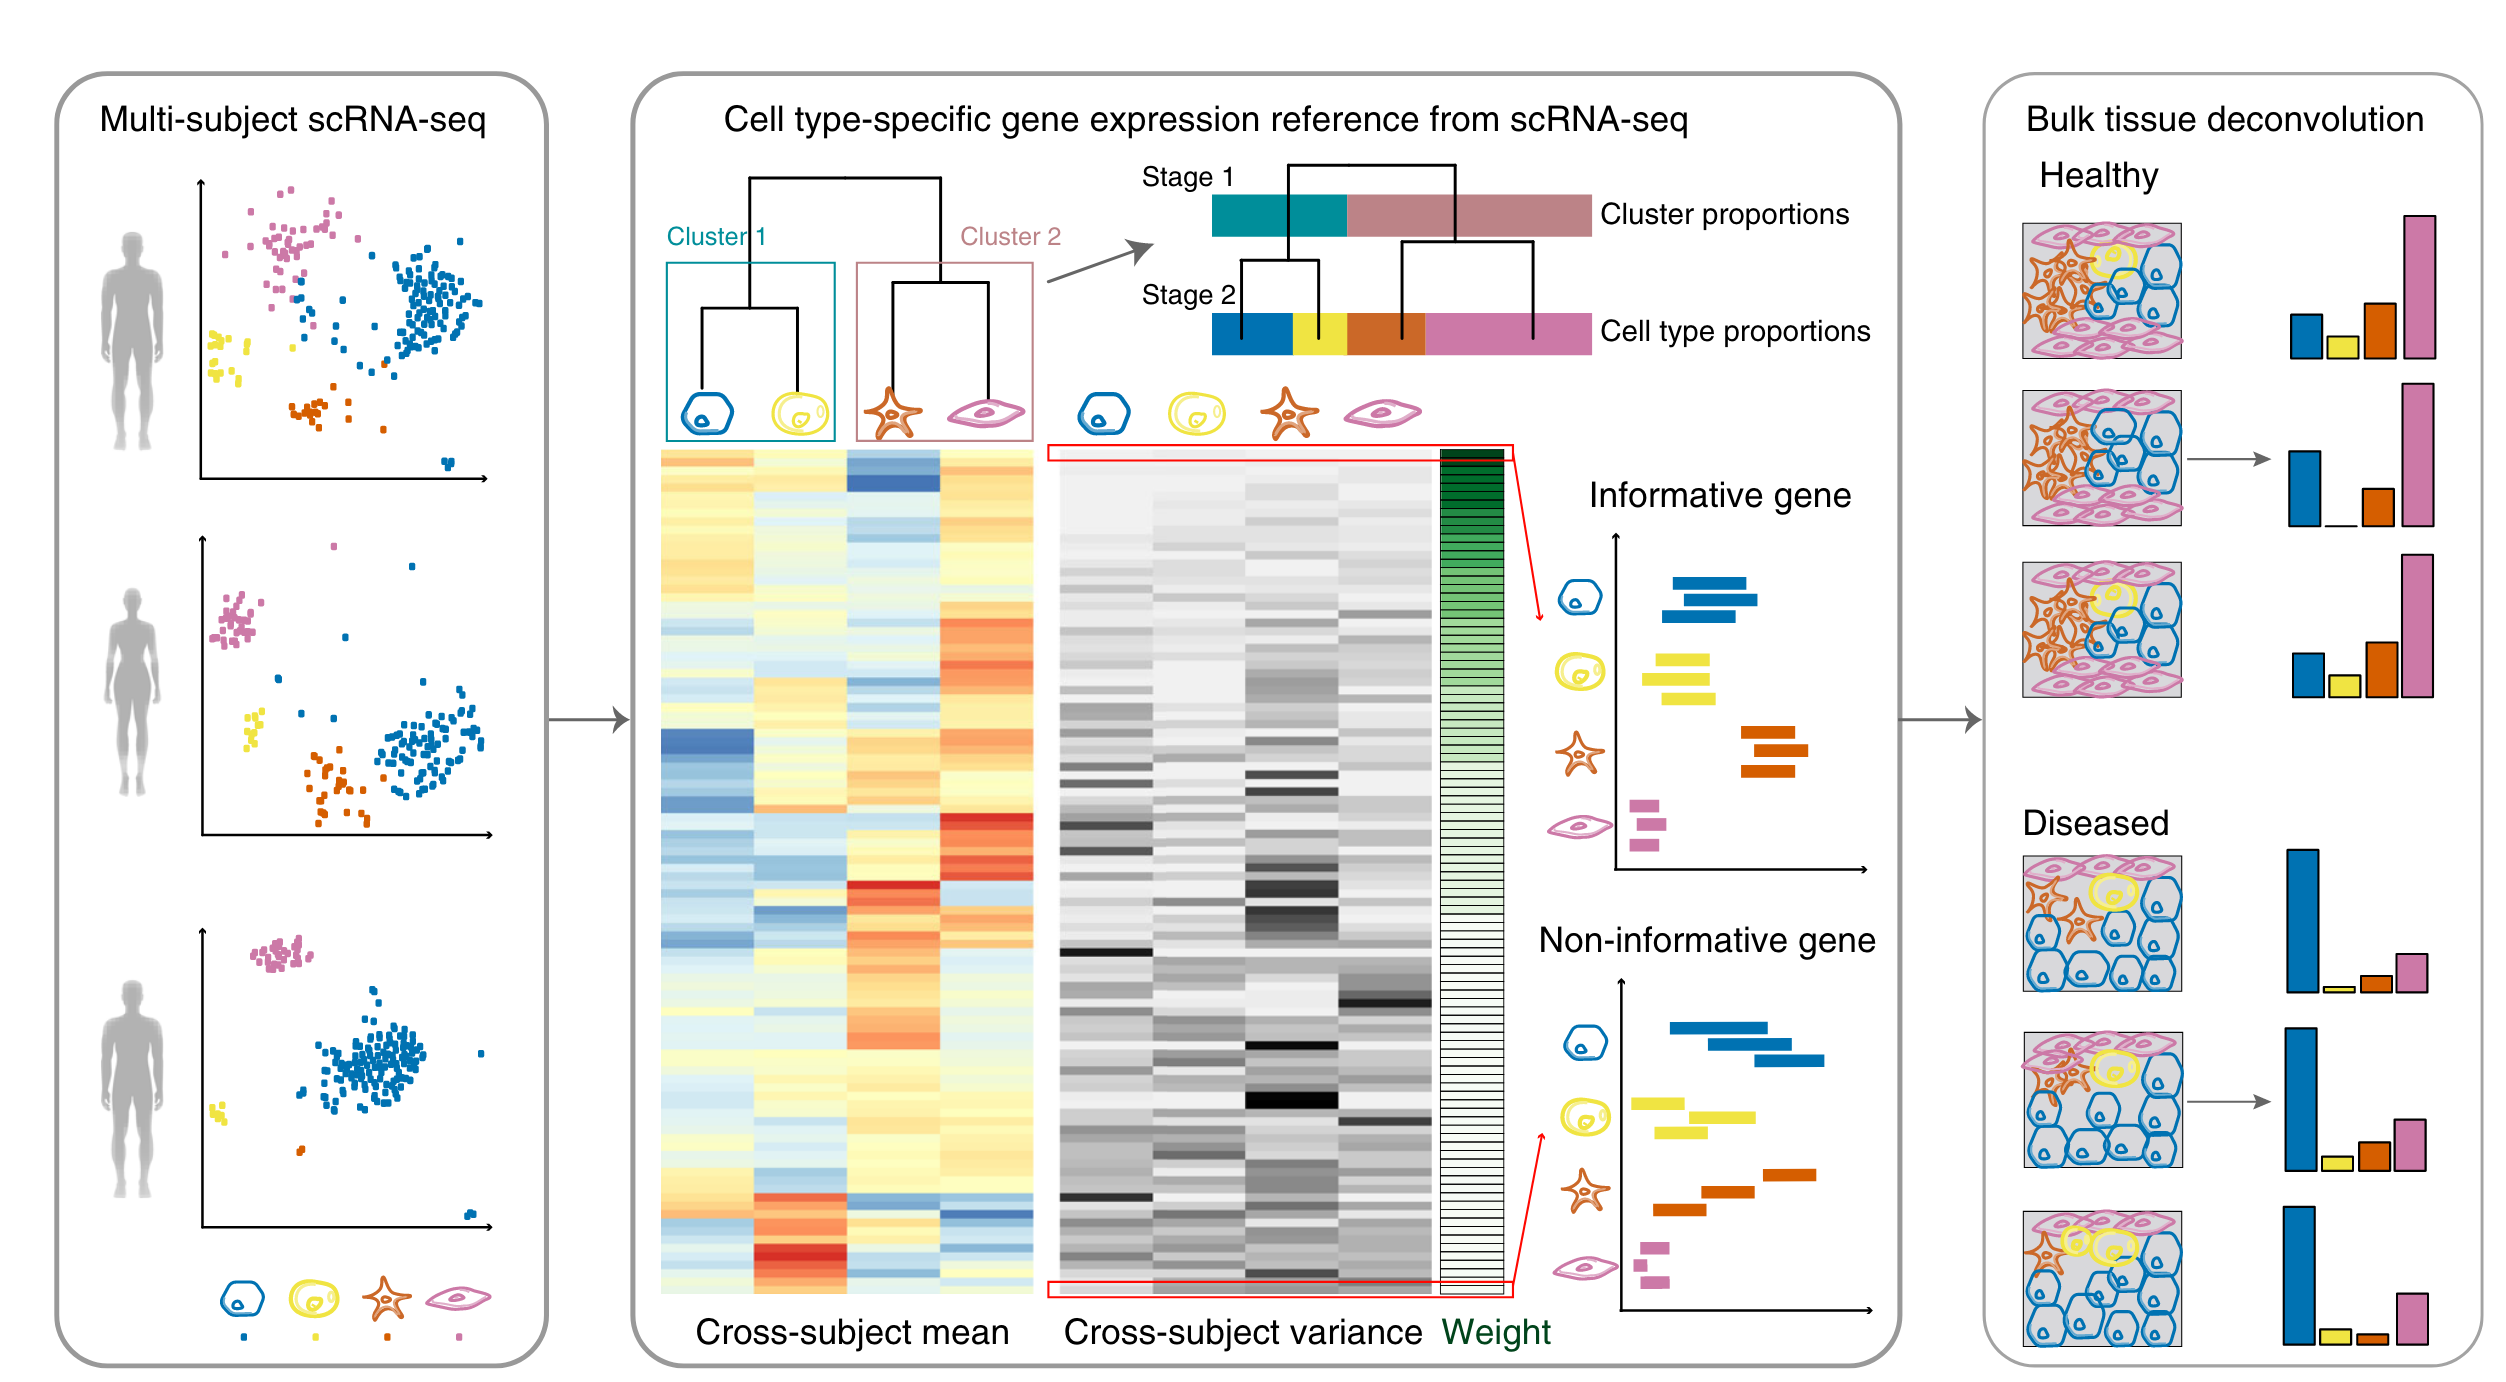 Multi-subject scRNA-seq
Cell type-specific gene expression reference from scRNA-seq
Cluster 1
Cluster 2
Stage 1
Cluster proportions
Stage 2
Cell type proportions
Informative gene
Non-informative gene
Cross-subject mean
Cross-subject variance
Weight
Bulk tissue deconvolution
Healthy
Diseased